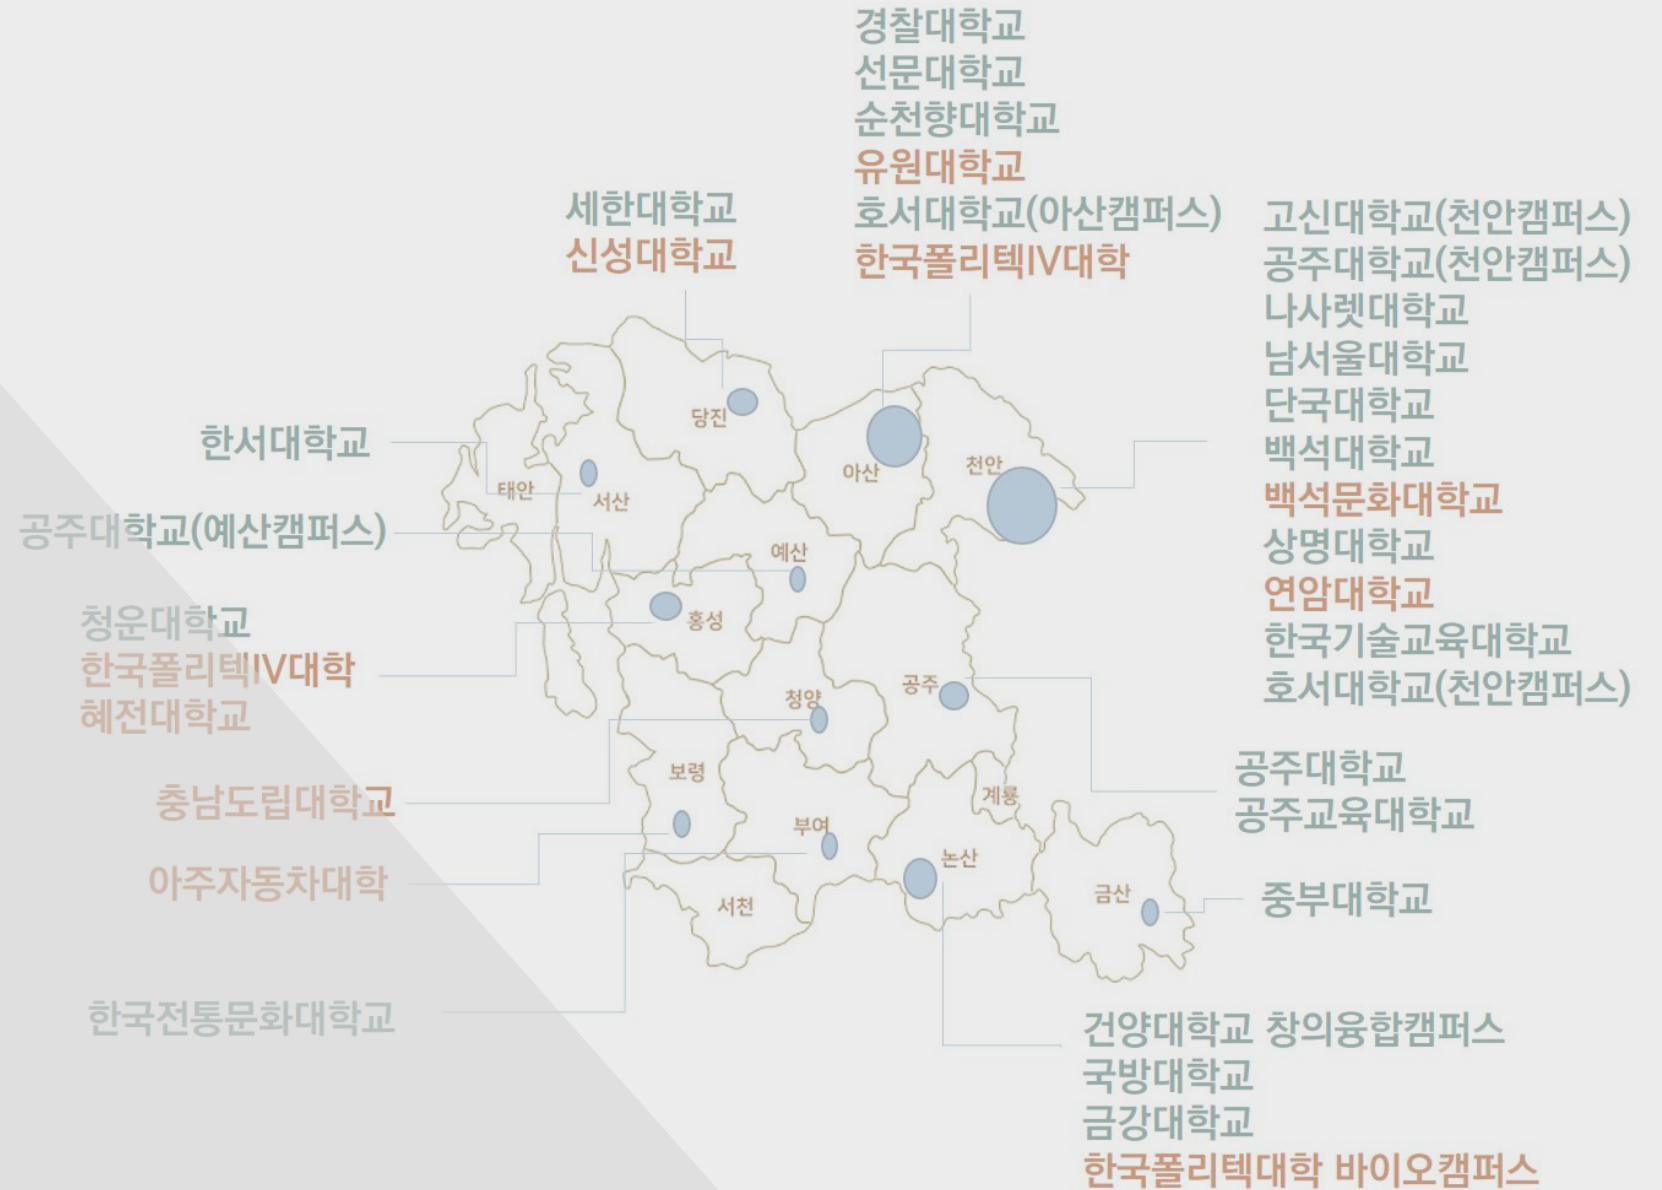 경찰대학교
선문대학교
순천향대학교
유원대학교
호서대학교(아산캠퍼스)
한국폴리텍IV대학
세한대학교
신성대학교
고신대학교(천안캠퍼스)
공주대학교(천안캠퍼스)
나사렛대학교
남서울대학교
단국대학교
백석대학교
백석문화대학교
상명대학교
연암대학교
한국기술교육대학교
호서대학교(천안캠퍼스)
한서대학교
공주대학교(예산캠퍼스)
청운대학교
한국폴리텍IV대학
혜전대학교
충남도립대학교
아주자동차대학
한국전통문화대학교
당진
아산
천안
태안
서산
예산
홍성
청양
공주
보령
부여
계룡
논산
서천
금산
공주대학교
공주교육대학교
중부대학교
건양대학교 창의융합캠퍼스
국방대학교
금강대학교
한국폴리텍대학 바이오캠퍼스